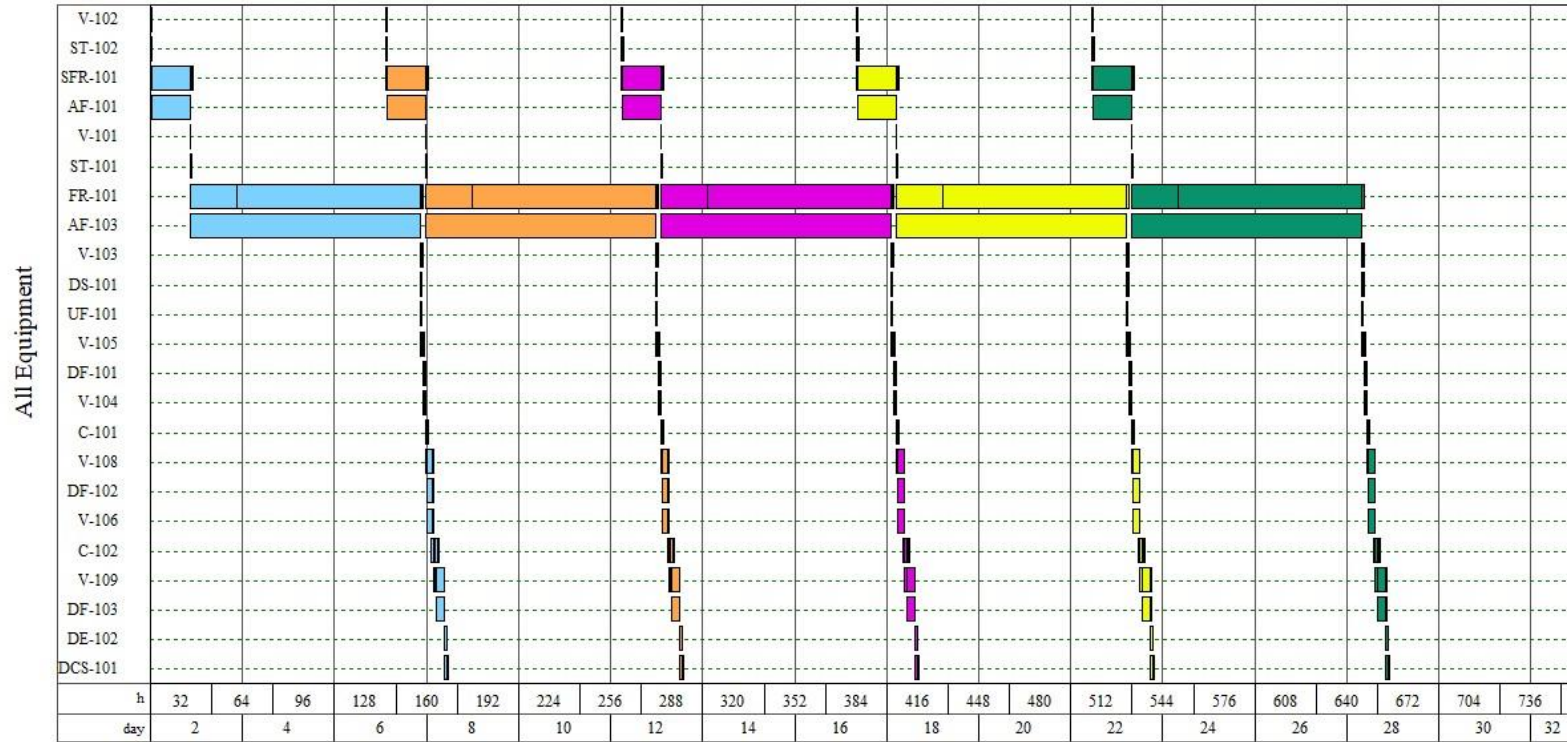 All Equipment
V-102
ST-102
SFR-101
AF-101
V-101
ST-101
FR-101
AF-103
V-103
DS-101
UF-101
V-105
DF-101
V-104
C-101
V-108
DF-102
V-106
C-102
V-109
DF-103
DE-102
DCS-101
h 32 64 96 128 160 192 224 256 288 320 352 384 416 448 480 512 544 576 608 640 672 704 736
day 2 4 6 8 10 12 14 16 18 20 22 24 26 28 30 32